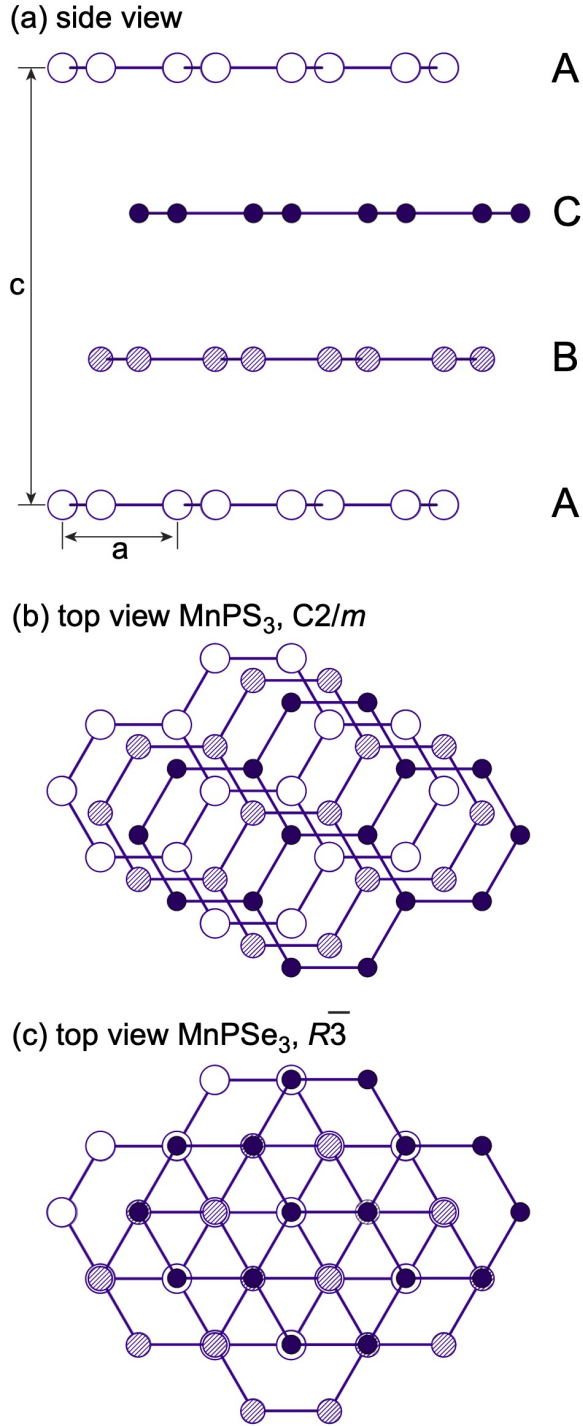 (a) side view
A
C
c
B
A
a
(b) top view MnPS₃, C2/m
(c) top view MnPSe₃, R3̅